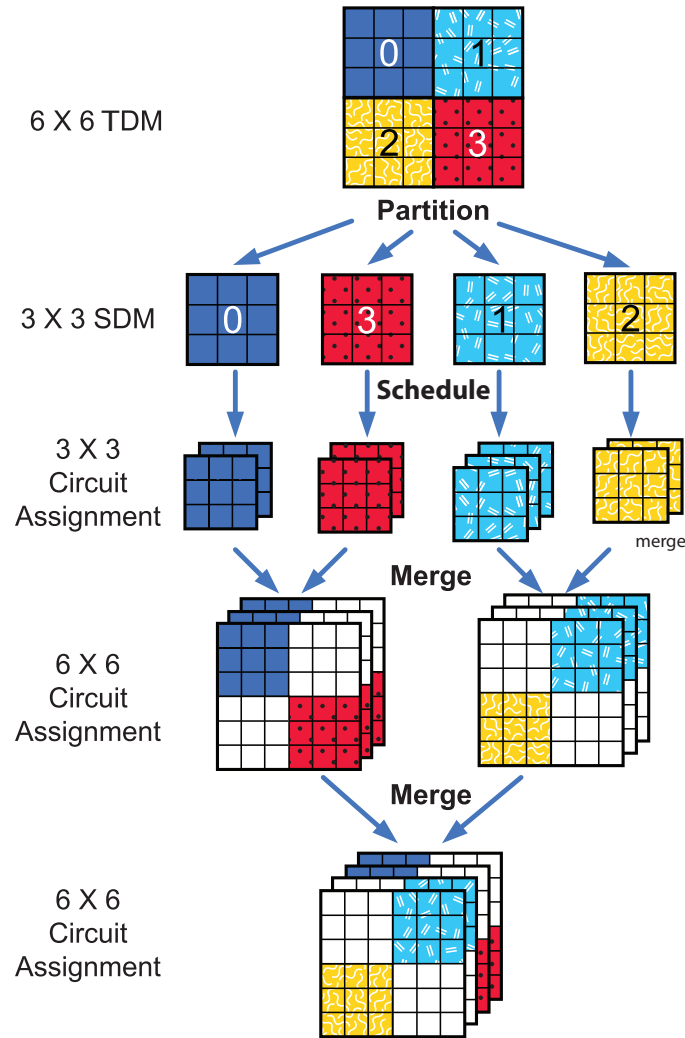 0 1
6 X 6 TDM
2 3
Partition
3 X 3 SDM
0 3 1 2
Schedule
3 X 3
Circuit
Assignment
merge
Merge
6 X 6
Circuit
Assignment
Merge
6 X 6
Circuit
Assignment